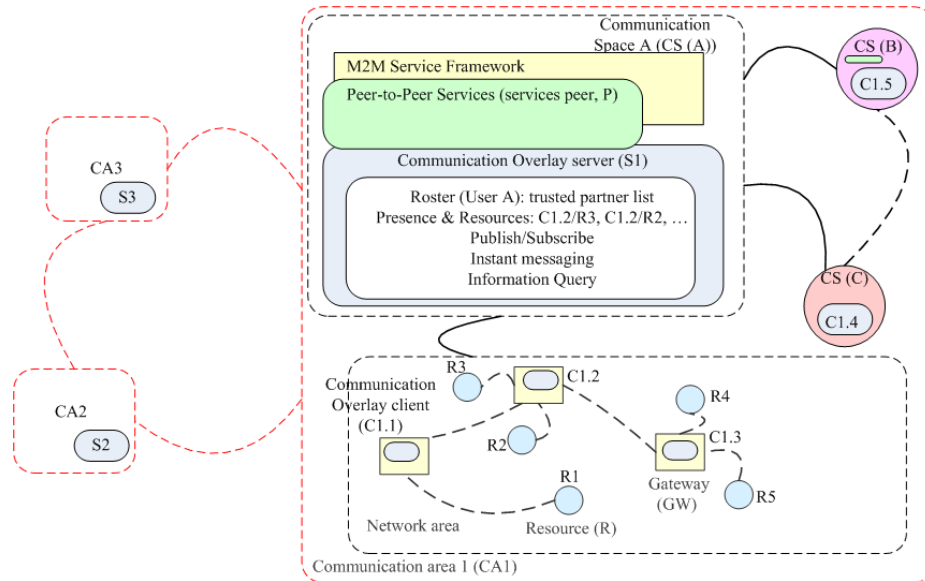 Communication
Space A (CS (A))
M2M Service Framework
Peer-to-Peer Services (services peer, P)
Communication Overlay server (S1)
Roster (User A): trusted partner list
Presence & Resources: C1.2/R3, C1.2/R2, …
Publish/Subscribe
Instant messaging
Information Query
CS (B)
C1.5
CS (C)
C1.4
CA3
S3
CA2
S2
R3
C1.2
Communication
Overlay client
(C1.1)
R2
R4
C1.3
R1
Gateway
(GW)
R5
Network area
Resource (R)
Communication area 1 (CA1)